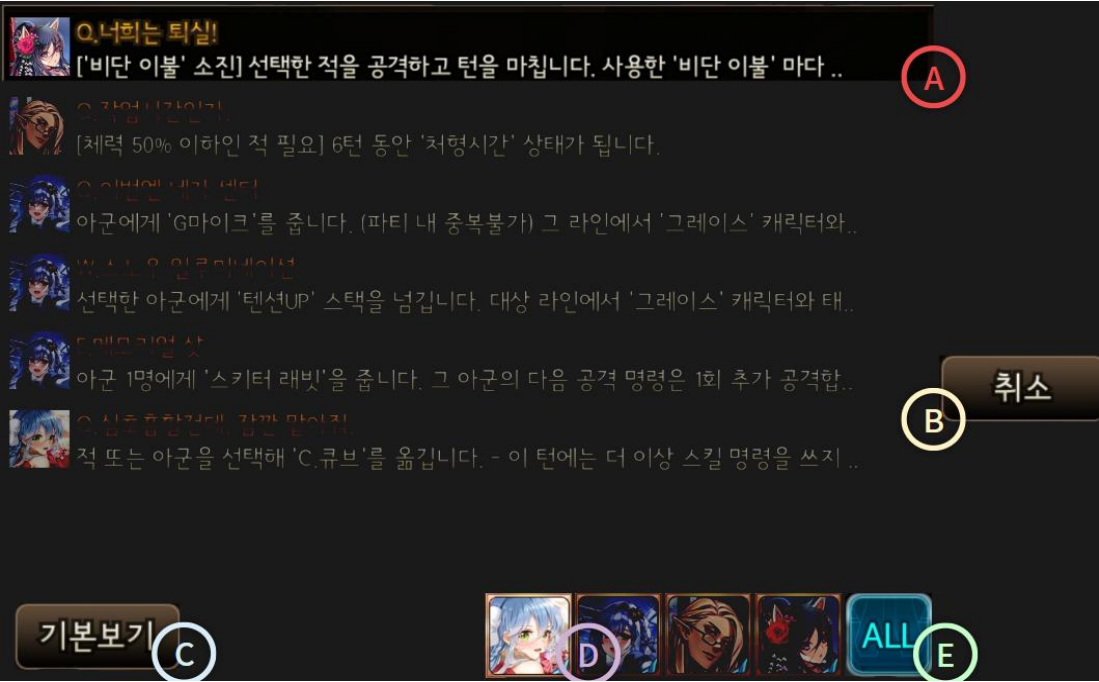 Q.너희는 퇴실!
['비단 이불' 소진] 선택한 적을 공격하고 턴을 마칩니다. 사용한 '비단 이불' 마다 ..
A
[체력 50% 이하인 적 필요] 6턴 동안 '처형시간' 상태가 됩니다.
아군에게 'G마이크'를 줍니다. (파티 내 중복불가) 그 라인에서 '그레이스' 캐릭터와..
선택한 아군에게 '텐션UP' 스택을 넘깁니다. 대상 라인에서 '그레이스' 캐릭터와 태..
아군 1명에게 '스키터 래빗'을 줍니다. 그 아군의 다음 공격 명령은 1회 추가 공격합..
취소
B
적 또는 아군을 선택해 'C.큐브'를 옮깁니다. - 이 턴에는 더 이상 스킬 명령을 쓰지 ..
기본보기
C
D
ALL
E